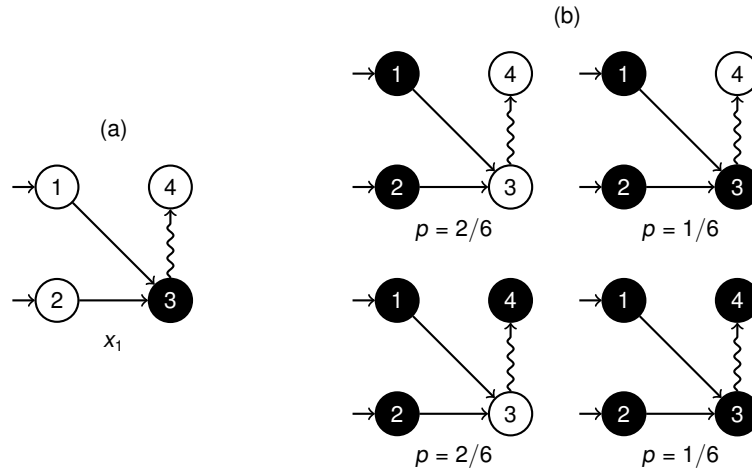 (b)
1 4 1 4
(a)
1 4
2 3 2 3
p = 2/6 p = 1/6
2 3
x1
1 4 1 4
2 3 2 3
p = 2/6 p = 1/6